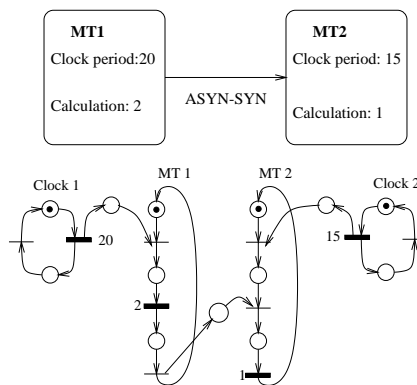 MT1
Clock period:20
Calculation: 2
ASYN-SYN
MT2
Clock period: 15
Calculation: 1
Clock 1
MT 1
MT 2
Clock 2
20
15
2
1